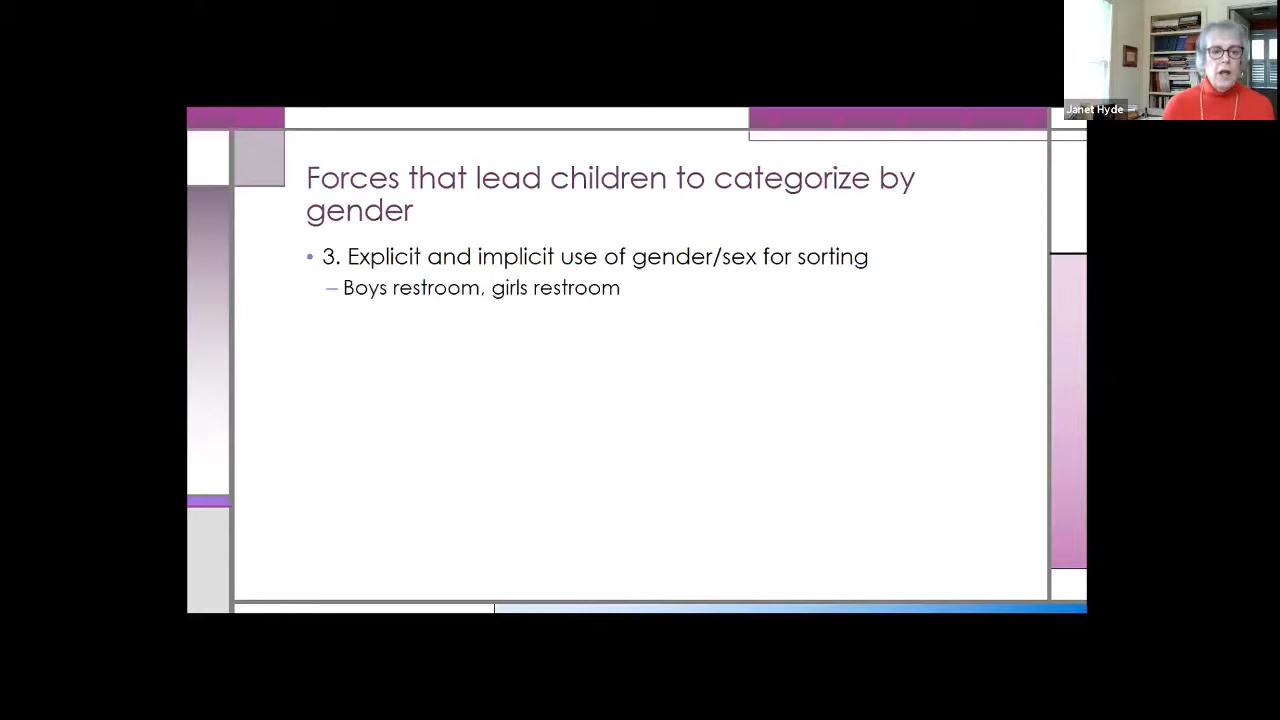 Janet Hyde
Forces that lead children to categorize by
gender
• 3. Explicit and implicit use of gender/sex for sorting
– Boys restroom, girls restroom